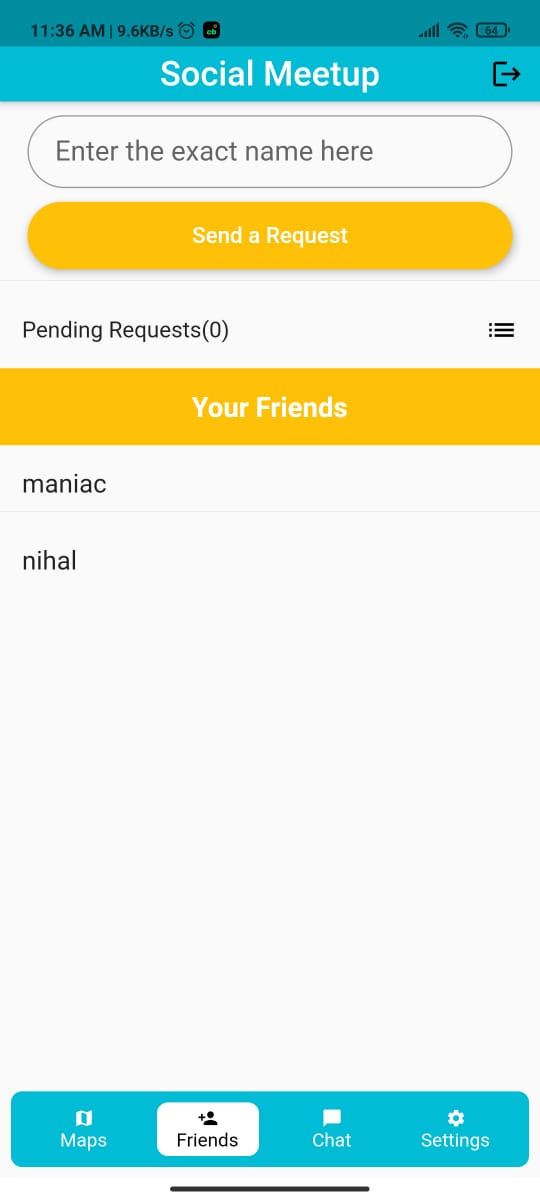 11:36 AM | 9.6KB/s cb 64
Social Meetup
Enter the exact name here
Send a Request
Pending Requests(0)
Your Friends
maniac
nihal
Maps Friends Chat Settings